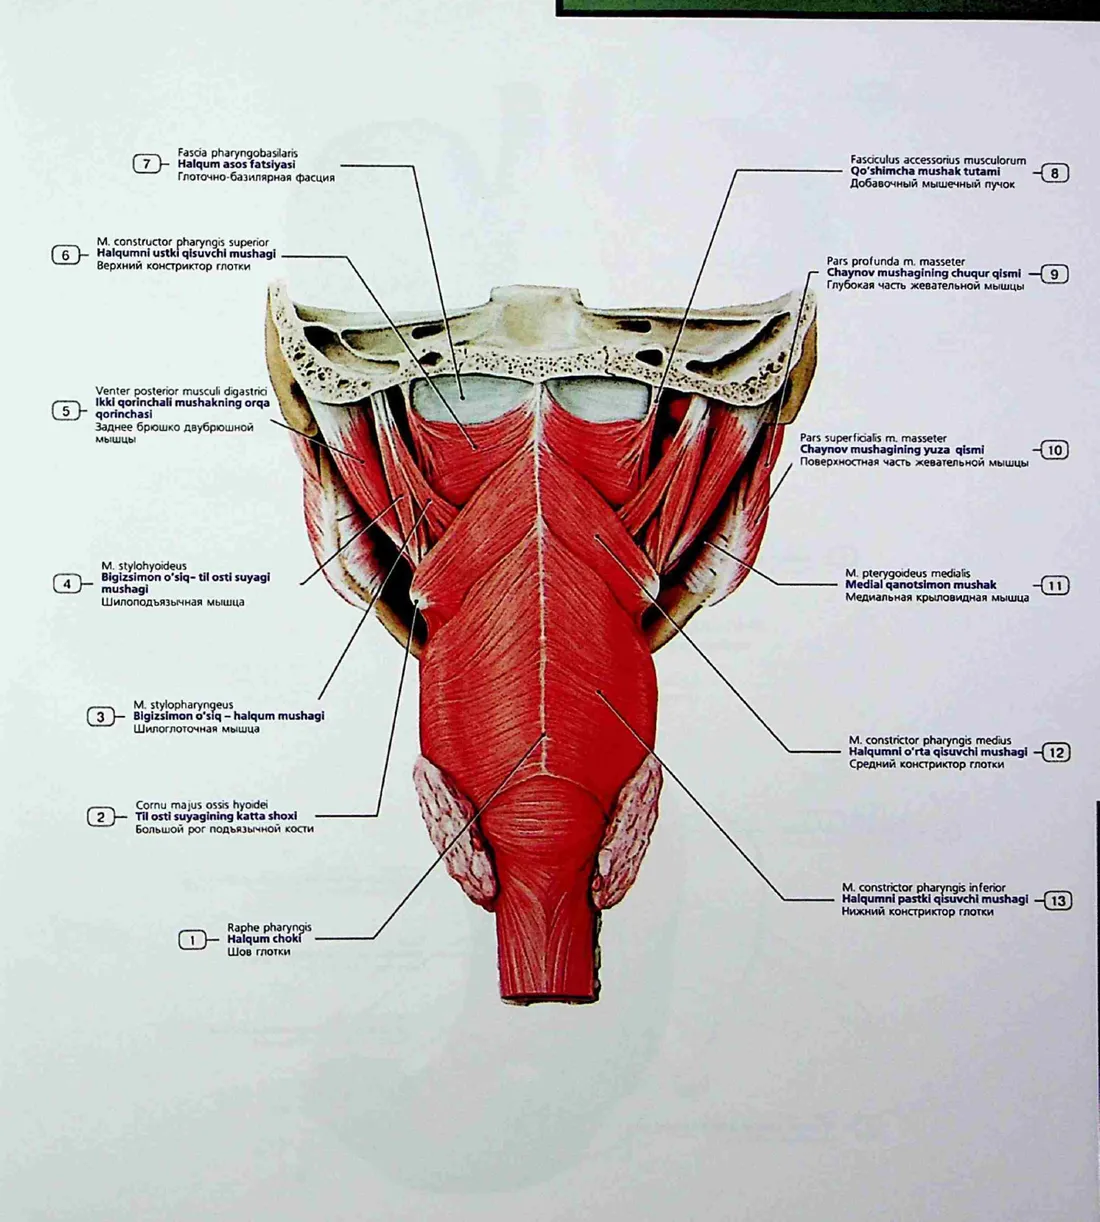 7
Fascia pharyngobasilaris
Halqum asos fatsiyasi
Глоточно-базилярная фасция
8
Fasciculus accessorius musculorum
Qo'shimcha mushak tutami
Добавочный мышечный пучок
6
M. constructor pharyngis superior
Halqumni ustki qisuvchi mushagi
Верхний констриктор глотки
9
Pars profunda m. masseter
Chaynov mushagining chuqur qismi
Глубокая часть жевательной мышцы
5
Venter posterior musculi digastrici
Ikki qorinchali mushakning orqa
qorinchasi
Заднее брюшко двубрюшной
мышцы
10
Pars superficialis m. masseter
Chaynov mushagining yuza qismi
Поверхностная часть жевательной мышцы
4
M. stylohyoideus
Bigizsimon o'siq– til osti suyagi
mushagi
Шилоподъязычная мышца
11
M. pterygoideus medialis
Medial qanotsimon mushak
Медиальная крыловидная мышца
3
M. stylopharyngeus
Bigizsimon o'siq – halqum mushagi
Шилоглоточная мышца
12
M. constrictor pharyngis medius
Halqumni o'rta qisuvchi mushagi
Средний констриктор глотки
2
Cornu majus ossis hyoidei
Til osti suyagining katta shoxi
Большой рог подъязычной кости
13
M. constrictor pharyngis inferior
Halqumni pastki qisuvchi mushagi
Нижний констриктор глотки
1
Raphe pharyngis
Halqum choki
Шов глотки